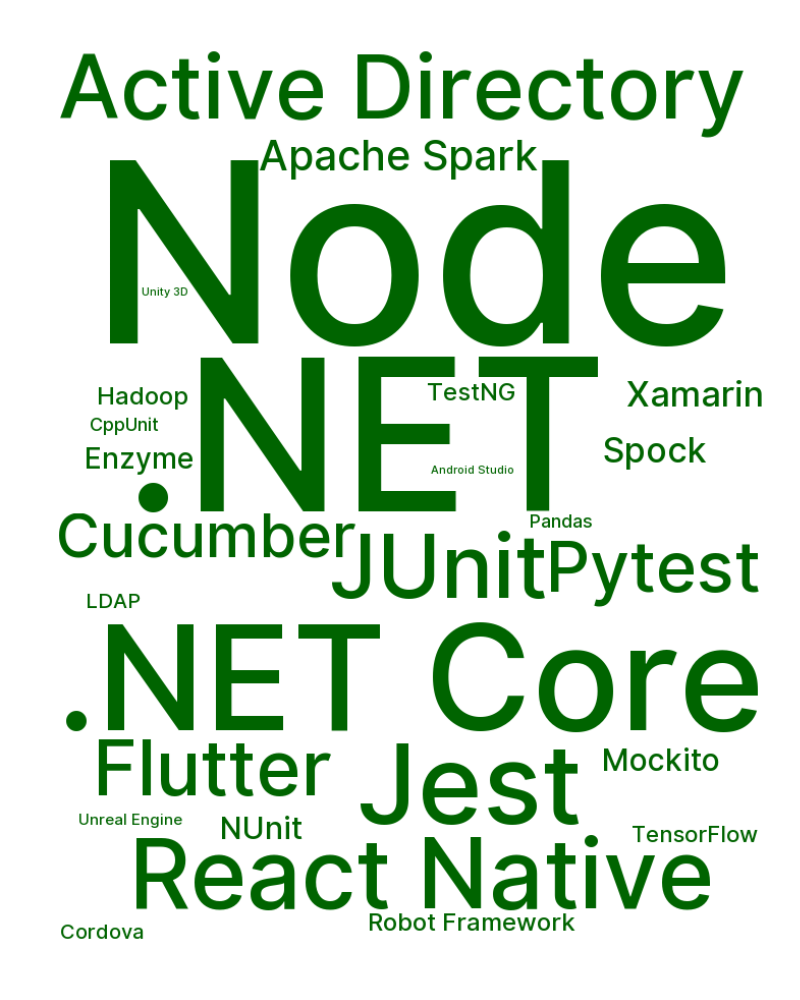 Active Directory
Apache Spark
Node
Unity 3D
.NET
Hadoop
TestNG
Xamarin
CppUnit
Enzyme
Spock
Android Studio
Cucumber
Pandas
JUnit
Pytest
LDAP
.NET Core
Flutter
Jest
Mockito
Unreal Engine
NUnit
TensorFlow
React Native
Robot Framework
Cordova